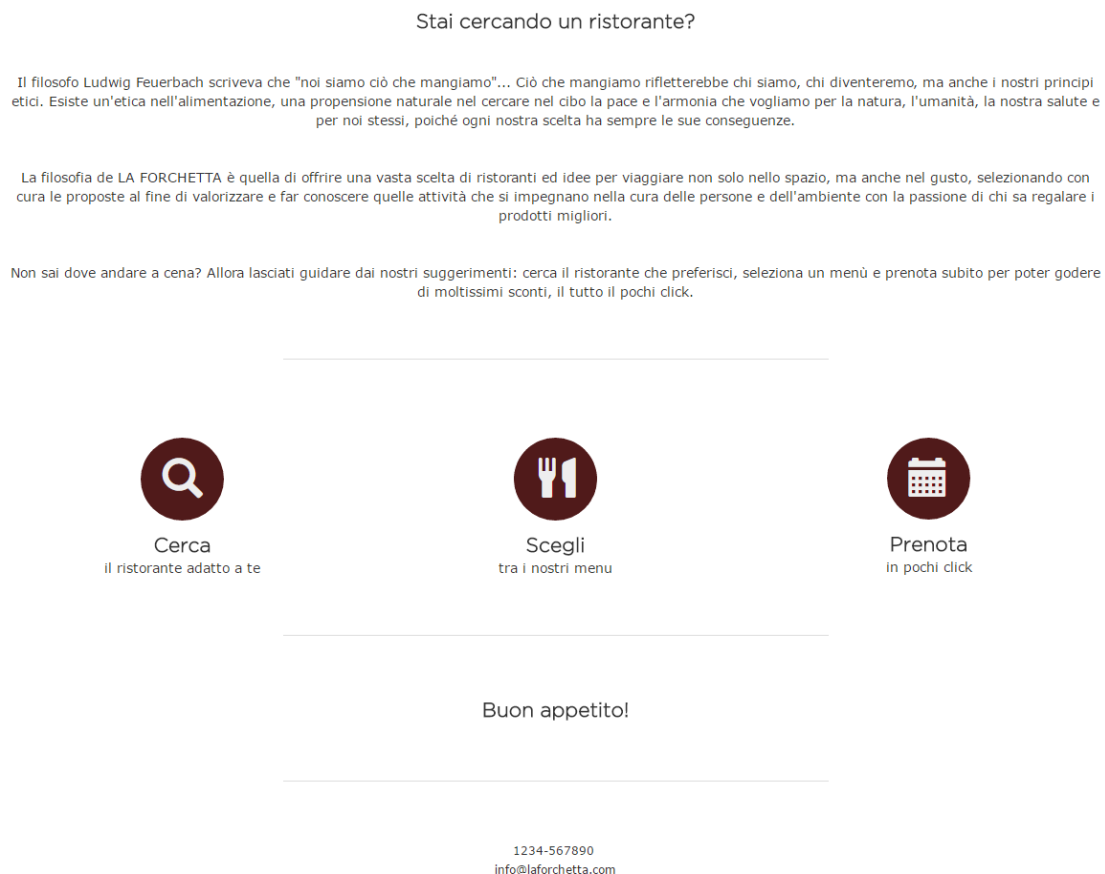 Stai cercando un ristorante?
Il filosofo Ludwig Feuerbach scriveva che "noi siamo ciò che mangiamo"... Ciò che mangiamo rifletterebbe chi siamo, chi diventeremo, ma anche i nostri principi
etici. Esiste un'etica nell'alimentazione, una propensione naturale nel cercare nel cibo la pace e l'armonia che vogliamo per la natura, l'umanità, la nostra salute e
per noi stessi, poiché ogni nostra scelta ha sempre le sue conseguenze.
La filosofia de LA FORCHETTA è quella di offrire una vasta scelta di ristoranti ed idee per viaggiare non solo nello spazio, ma anche nel gusto, selezionando con
cura le proposte al fine di valorizzare e far conoscere quelle attività che si impegnano nella cura delle persone e dell'ambiente con la passione di chi sa regalare i
prodotti migliori.
Non sai dove andare a cena? Allora lasciati guidare dai nostri suggerimenti: cerca il ristorante che preferisci, seleziona un menù e prenota subito per poter godere
di moltissimi sconti, il tutto il pochi click.
Cerca
il ristorante adatto a te
Scegli
tra i nostri menu
Prenota
in pochi click
Buon appetito!
1234-567890
info@laforchetta.com